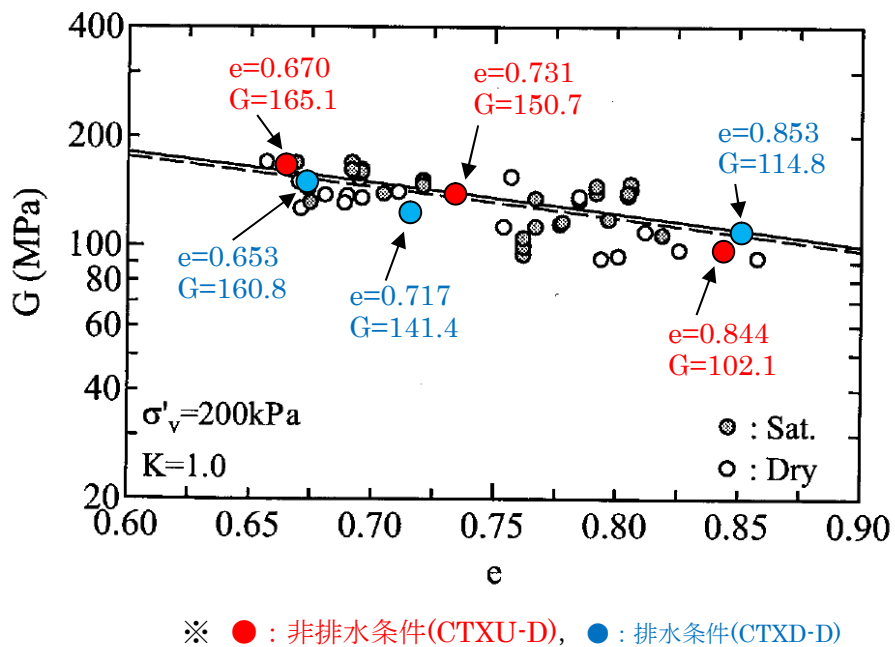 400
200
100
80
60
40
20
G (MPa)
e=0.670
G=165.1
e=0.731
G=150.7
e=0.853
G=114.8
e=0.653
G=160.8
e=0.717
G=141.4
e=0.844
G=102.1
σ'v=200kPa
K=1.0
: Sat.
: Dry
0.60 0.65 0.70 0.75 0.80 0.85 0.90
e
※ ● : 非排水条件(CTXU-D), ● : 排水条件(CTXD-D)